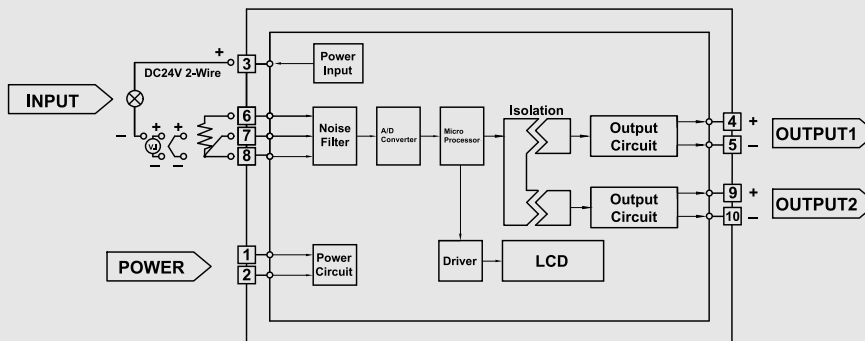 INPUT
DC24V 2-Wire
+
3
Power
Input
6
7
8
+
+
−
V.I
−
−
Noise
Filter
A/D
Converter
Micro
Processor
Isolation
Output
Circuit
4
+
5
−
OUTPUT1
Output
Circuit
9
+
10
−
OUTPUT2
POWER
1
2
Power
Circuit
Driver
LCD